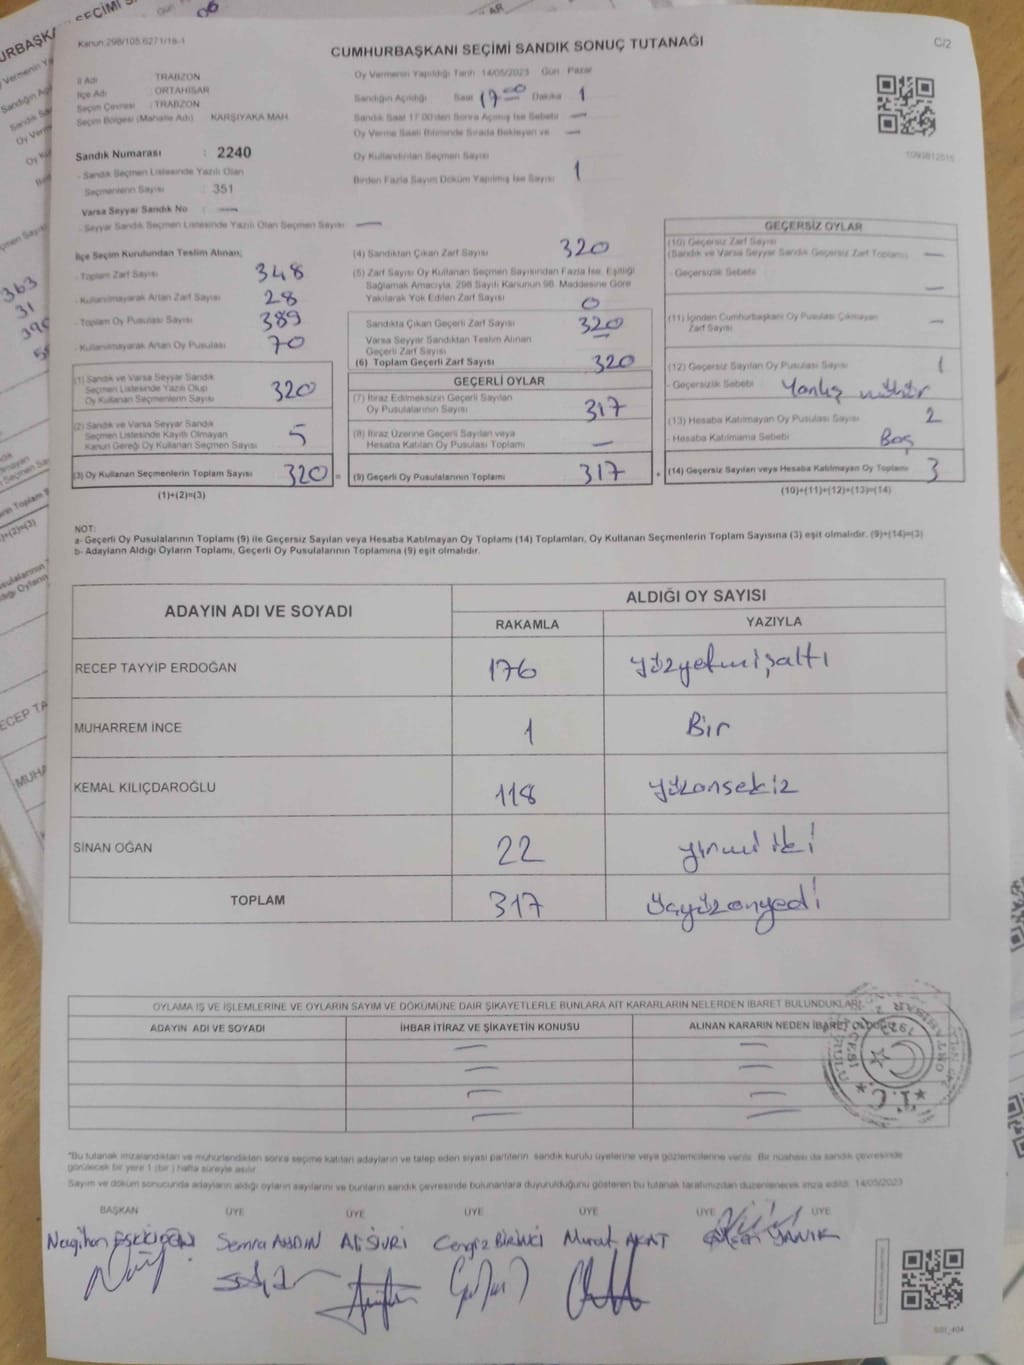 Kanun:298/105,6271/18-1
CUMHURBAŞKANI SEÇİMİ SANDIK SONUÇ TUTANAĞI
C/2
İl Adı : TRABZON
İlçe Adı : ORTAHİSAR
Seçim Çevresi : TRABZON
Seçim Bölgesi (Mahalle Adı) : KARŞIYAKA MAH.
Sandık Numarası : 2240
- Sandık Seçmen Listesinde Yazılı Olan
Seçmenlerin Sayısı : 351
Varsa Seyyar Sandık No : —
- Seyyar Sandık Seçmen Listesinde Yazılı Olan Seçmen Sayısı : —
Oy Vermenin Yapıldığı Tarih 14/05/2023 Gün Pazar
Sandığın Açıldığı Saat 17:00 Dakika 1
Sandık Saat 17:00'den Sonra Açılmış İse Sebebi —
Oy Verme Saati Bitiminde Sırada Bekleyen ve —
Oy Kullandırılan Seçmen Sayısı
Birden Fazla Sayım Döküm Yapılmış İse Sayısı 1
İlçe Seçim Kurulundan Teslim Alınan;
- Toplam Zarf Sayısı 348
- Kullanılmayarak Artan Zarf Sayısı 28
- Toplam Oy Pusulası Sayısı 389
- Kullanılmayarak Artan Oy Pusulası 70
(1) Sandık ve Varsa Seyyar Sandık
Seçmen Listesinde Yazılı Olup
Oy Kullanan Seçmenlerin Sayısı 320
(2) Sandık ve Varsa Seyyar Sandık
Seçmen Listesinde Kayıtlı Olmayan
Kanun Gereği Oy Kullanan Seçmen Sayısı 5
(3) Oy Kullanan Seçmenlerin Toplam Sayısı 320 =
(1)+(2)=(3)
(4) Sandıktan Çıkan Zarf Sayısı 320
(5) Zarf Sayısı Oy Kullanan Seçmen Sayısından Fazla İse, Eşitliği
Sağlamak Amacıyla, 298 Sayılı Kanunun 98. Maddesine Göre
Yakılarak Yok Edilen Zarf Sayısı 0
Sandıkta Çıkan Geçerli Zarf Sayısı 320
Varsa Seyyar Sandıktan Teslim Alınan
Geçerli Zarf Sayısı —
(6) Toplam Geçerli Zarf Sayısı 320
GEÇERLİ OYLAR
(7) İtiraz Edilmeksizin Geçerli Sayılan
Oy Pusulalarının Sayısı 317
(8) İtiraz Üzerine Geçerli Sayılan veya
Hesaba Katılan Oy Pusulası Toplamı —
(9) Geçerli Oy Pusulalarının Toplamı 317 +
GEÇERSİZ OYLAR
(10) Geçersiz Zarf Sayısı
(Sandık ve Varsa Seyyar Sandık Geçersiz Zarf Toplamı) —
- Geçersizlik Sebebi —
(11) İçinden Cumhurbaşkanı Oy Pusulası Çıkmayan
Zarf Sayısı —
(12) Geçersiz Sayılan Oy Pusulası Sayısı 1
- Geçersizlik Sebebi Yanlış mühür
(13) Hesaba Katılmayan Oy Pusulası Sayısı 2
- Hesaba Katılmama Sebebi Boş
(14) Geçersiz Sayılan veya Hesaba Katılmayan Oy Toplamı 3
(10)+(11)+(12)+(13)=(14)
NOT:
a- Geçerli Oy Pusulalarının Toplamı (9) ile Geçersiz Sayılan veya Hesaba Katılmayan Oy Toplamı (14) Toplamları, Oy Kullanan Seçmenlerin Toplam Sayısına (3) eşit olmalıdır. (9)+(14)=(3)
b- Adayların Aldığı Oyların Toplamı, Geçerli Oy Pusulalarının Toplamına (9) eşit olmalıdır.
ADAYIN ADI VE SOYADI
ALDIĞI OY SAYISI
RAKAMLA YAZIYLA
RECEP TAYYIP ERDOĞAN 176 yüzyetmişaltı
MUHARREM İNCE 1 Bir
KEMAL KILIÇDAROĞLU 118 yüzonsekiz
SİNAN OĞAN 22 yirmi iki
TOPLAM 317 üçyüzonyedi
OYLAMA İŞ VE İŞLEMLERİNE VE OYLARIN SAYIM VE DÖKÜMÜNE DAİR ŞİKAYETLERLE BUNLARA AİT KARARLARIN NELERDEN İBARET BULUNDUKLARI
ADAYIN ADI VE SOYADI İHBAR İTİRAZ VE ŞİKAYETİN KONUSU ALINAN KARARIN NEDEN İBARET OLDUĞU
— —
— —
— —
— —
"Bu tutanak imzalandıktan ve mühürlendikten sonra seçime katılan adayların ve talep eden siyasi partilerin sandık kurulu üyelerine veya gözlemcilerine verilir. Bir nüshası da sandık çevresinde
görülecek bir yere 1 (bir) hafta süreyle asılır.
Sayım ve döküm sonucunda adayların aldığı oyların sayılarını ve bunların sandık çevresinde bulunanlara duyurulduğunu gösteren bu tutanak tarafımızdan düzenlenerek imza edildi. 14/05/2023
BAŞKAN ÜYE ÜYE ÜYE ÜYE ÜYE ÜYE
Nagihan Semra AYDIN Ali SİVRİ Cengiz BİRİNCİ Murat AKAT YANIK
T.C.